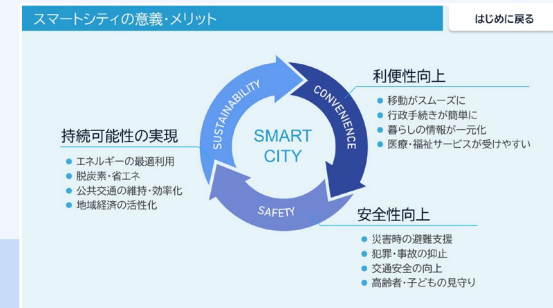 スマートシティの意義・メリット
はじめに戻る
SUSTAINABILITY
CONVENIENCE
SAFETY
SMART
CITY
利便性向上
● 移動がスムーズに
● 行政手続きが簡単に
● 暮らしの情報が一元化
● 医療・福祉サービスが受けやすい
持続可能性の実現
● エネルギーの最適利用
● 脱炭素・省エネ
● 公共交通の維持・効率化
● 地域経済の活性化
安全性向上
● 災害時の避難支援
● 犯罪・事故の抑止
● 交通安全の向上
● 高齢者・子どもの見守り